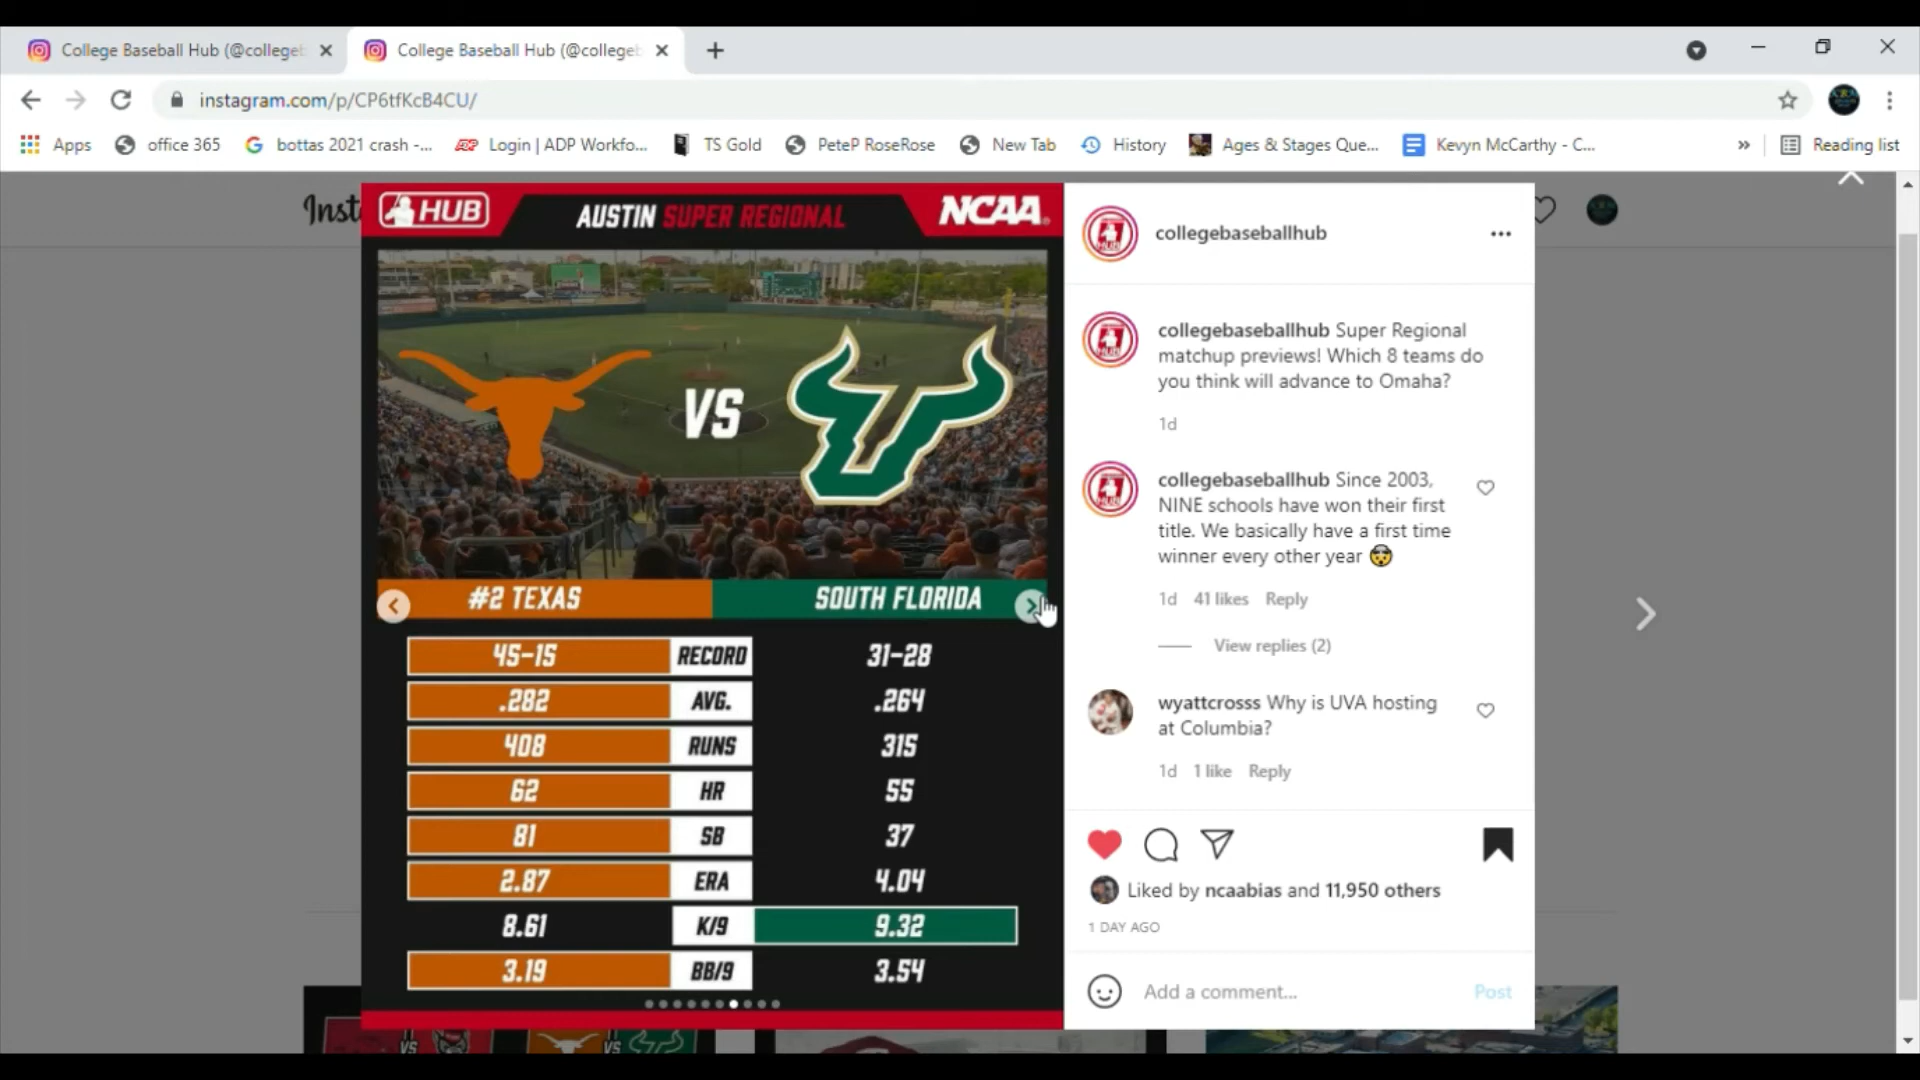 College Baseball Hub (@colleget
College Baseball Hub (@collegeb
instagram.com/p/CP6tfKcB4CU/
Apps
office 365
bottas 2021 crash -...
ADP
Login | ADP Workfo...
TS Gold
PeteP RoseRose
New Tab
History
Ages & Stages Que...
Kevyn McCarthy - C...
»
Reading list
Inst
HUB
AUSTIN SUPER REGIONAL
NCAA
VS
#2 TEXAS
SOUTH FLORIDA
45-15 RECORD 31-28
.282 AVG. .264
408 RUNS 315
62 HR 55
81 SB 37
2.87 ERA 4.04
8.61 K/9 9.32
3.19 BB/9 3.54
collegebaseballhub
collegebaseballhub Super Regional
matchup previews! Which 8 teams do
you think will advance to Omaha?
1d
collegebaseballhub Since 2003,
NINE schools have won their first
title. We basically have a first time
winner every other year 🤯
1d 41 likes Reply
View replies (2)
wyattcrosss Why is UVA hosting
at Columbia?
1d 1 like Reply
Liked by ncaabias and 11,950 others
1 DAY AGO
Add a comment...
Post
VS
VS